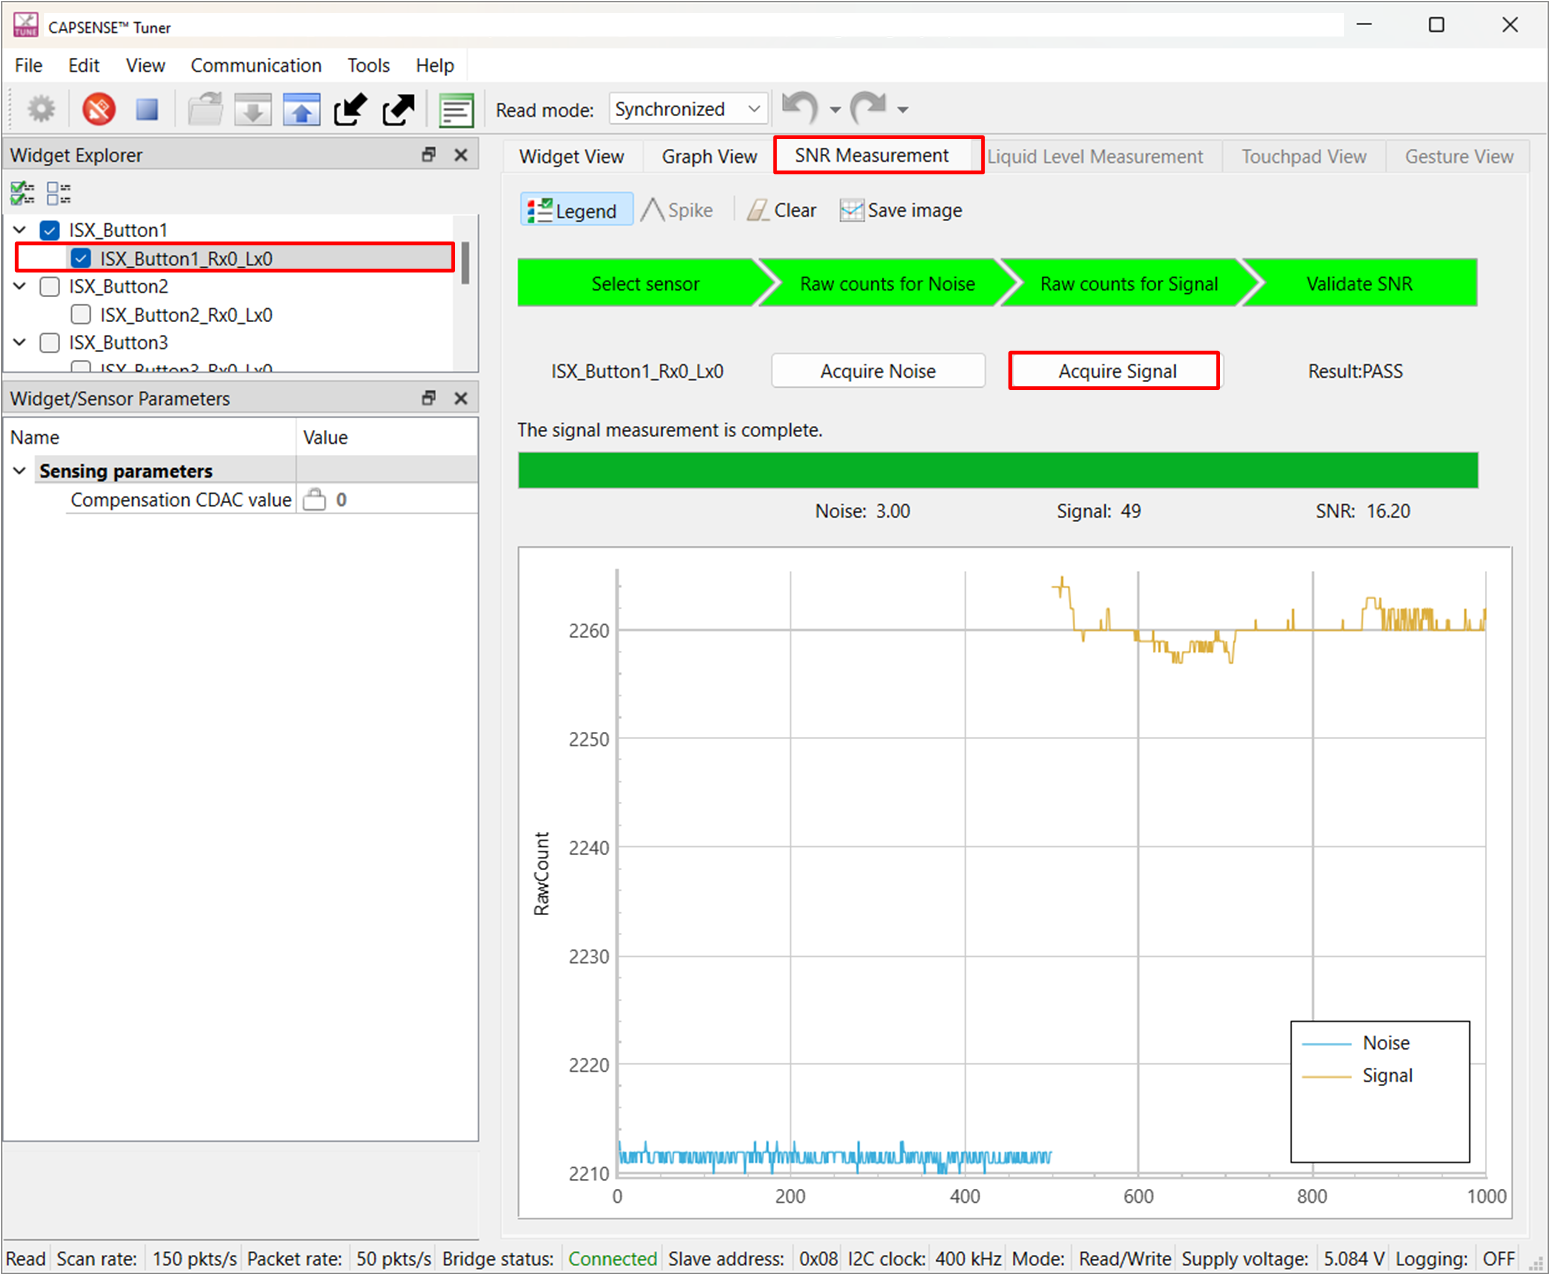 CAPSENSE™ Tuner
File Edit View Communication Tools Help
Read mode: Synchronized
Widget Explorer
Widget View Graph View SNR Measurement Liquid Level Measurement Touchpad View Gesture View
Legend Spike Clear Save image
ISX_Button1
ISX_Button1_Rx0_Lx0
ISX_Button2
ISX_Button2_Rx0_Lx0
ISX_Button3
ISX_Button3_Rx0_Lx0
Select sensor Raw counts for Noise Raw counts for Signal Validate SNR
ISX_Button1_Rx0_Lx0 Acquire Noise Acquire Signal Result:PASS
Widget/Sensor Parameters
Name Value
Sensing parameters
Compensation CDAC value 0
The signal measurement is complete.
Noise: 3.00 Signal: 49 SNR: 16.20
2260
2250
2240
2230
2220
2210
RawCount
0 200 400 600 800 1000
Noise
Signal
Read Scan rate: 150 pkts/s Packet rate: 50 pkts/s Bridge status: Connected Slave address: 0x08 I2C clock: 400 kHz Mode: Read/Write Supply voltage: 5.084 V Logging: OFF